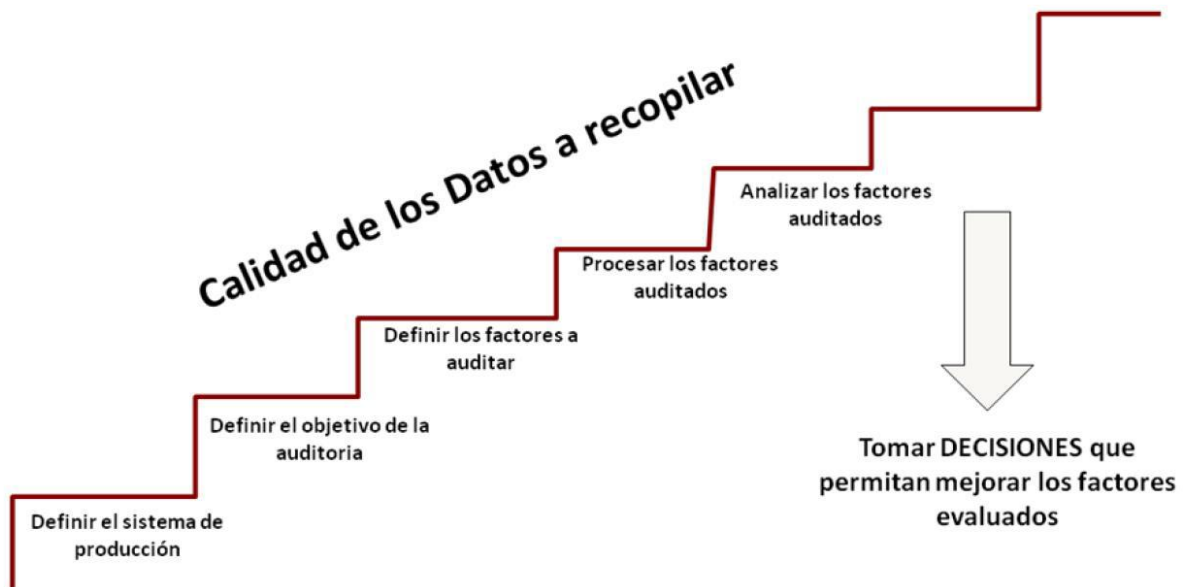 Calidad de los Datos a recopilar
Analizar los factores
auditados
Procesar los factores
auditados
Definir los factores a
auditar
Definir el objetivo de la
auditoria
Definir el sistema de
producción
Tomar DECISIONES que
permitan mejorar los factores
evaluados